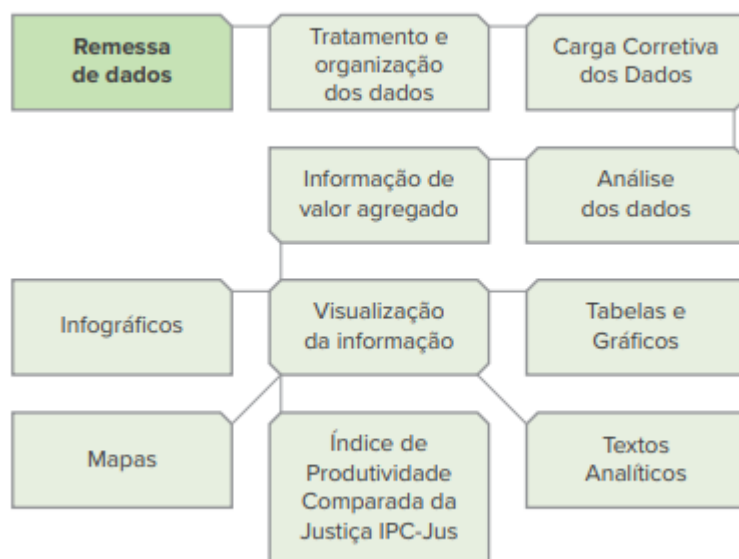 Remessa
de dados
Tratamento e
organização
dos dados
Carga Corretiva
dos Dados
Informação de
valor agregado
Análise
dos dados
Infográficos
Visualização
da informação
Tabelas e
Gráficos
Mapas
Índice de
Produtividade
Comparada da
Justiça IPC-Jus
Textos
Analíticos